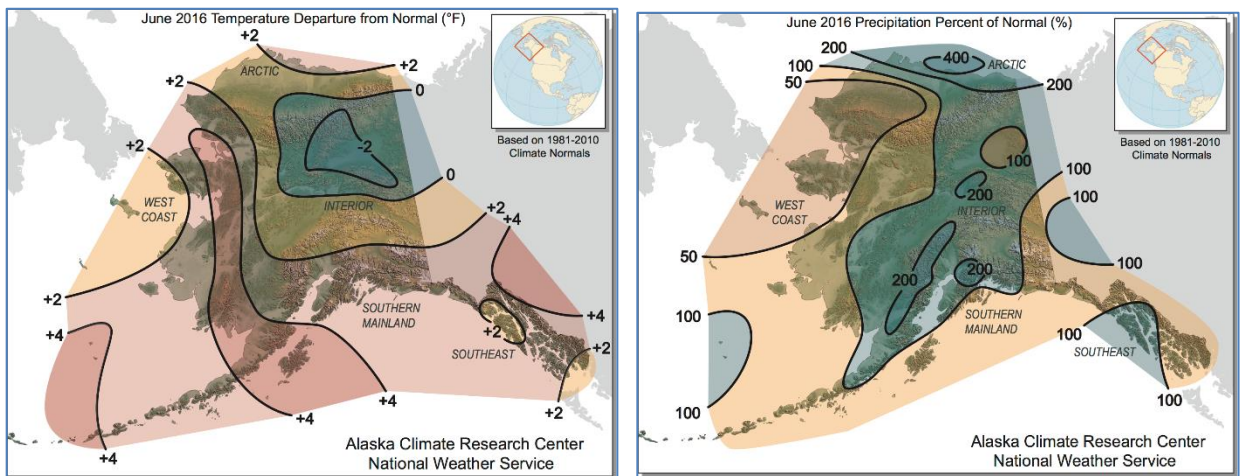 June 2016 Temperature Departure from Normal (°F)
+2
ARCTIC
+2
+2
0
Based on 1981-2010
Climate Normals
-2
+2
0
WEST
COAST
INTERIOR
+2
+4
+2
+4
SOUTHERN
MAINLAND
+2
SOUTHEAST
+4
+2
+2
+4
+4
+4
Alaska Climate Research Center
National Weather Service
June 2016 Precipitation Percent of Normal (%)
200
100
50
400
ARCTIC
200
Based on 1981-2010
Climate Normals
100
100
200
100
WEST
COAST
INTERIOR
50
200
200
100
100
SOUTHERN
MAINLAND
100
SOUTHEAST
100
100
Alaska Climate Research Center
National Weather Service